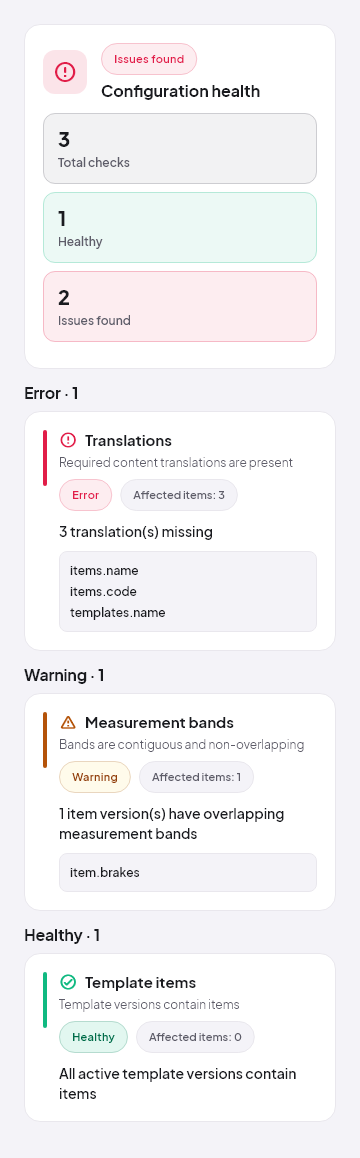 Issues found
Configuration health
3
Total checks
1
Healthy
2
Issues found
Error · 1
Translations
Required content translations are present
Error
Affected items: 3
3 translation(s) missing
items.name
items.code
templates.name
Warning · 1
Measurement bands
Bands are contiguous and non-overlapping
Warning
Affected items: 1
1 item version(s) have overlapping
measurement bands
item.brakes
Healthy · 1
Template items
Template versions contain items
Healthy
Affected items: 0
All active template versions contain
items